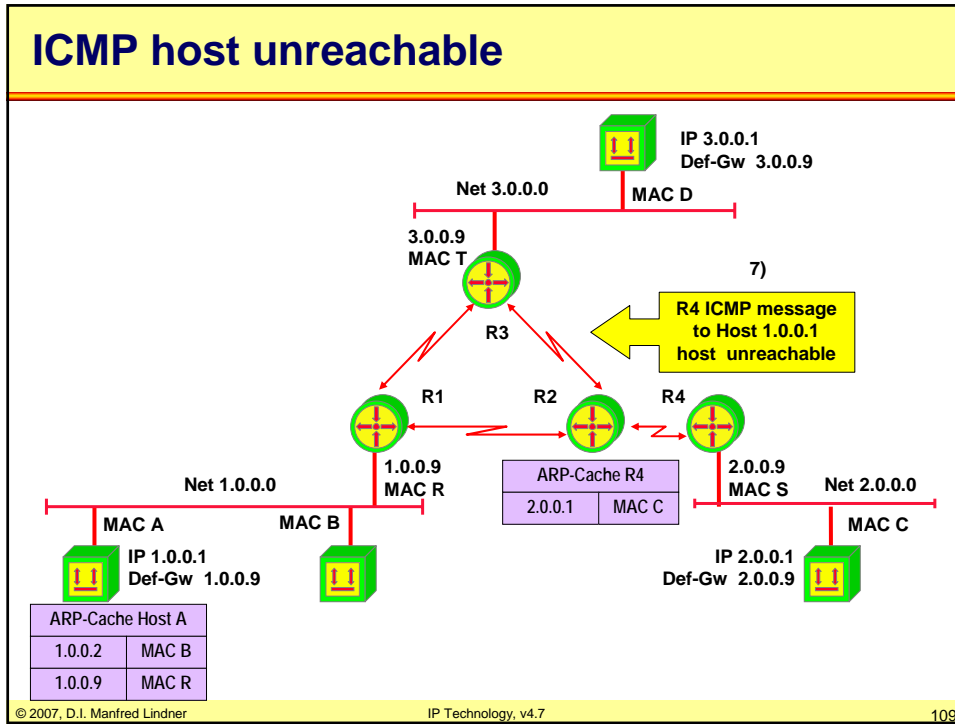 ICMP host unreachable
IP 3.0.0.1
Def-Gw 3.0.0.9
Net 3.0.0.0
MAC D
3.0.0.9
MAC T
7)
R4 ICMP message
to Host 1.0.0.1
host unreachable
R3
R1
R2
R4
1.0.0.9
MAC R
Net 1.0.0.0
ARP-Cache R4
2.0.0.1 MAC C
2.0.0.9
MAC S
Net 2.0.0.0
MAC A
MAC B
MAC C
IP 1.0.0.1
Def-Gw 1.0.0.9
IP 2.0.0.1
Def-Gw 2.0.0.9
ARP-Cache Host A
1.0.0.2 MAC B
1.0.0.9 MAC R
© 2007, D.I. Manfred Lindner
IP Technology, v4.7
109